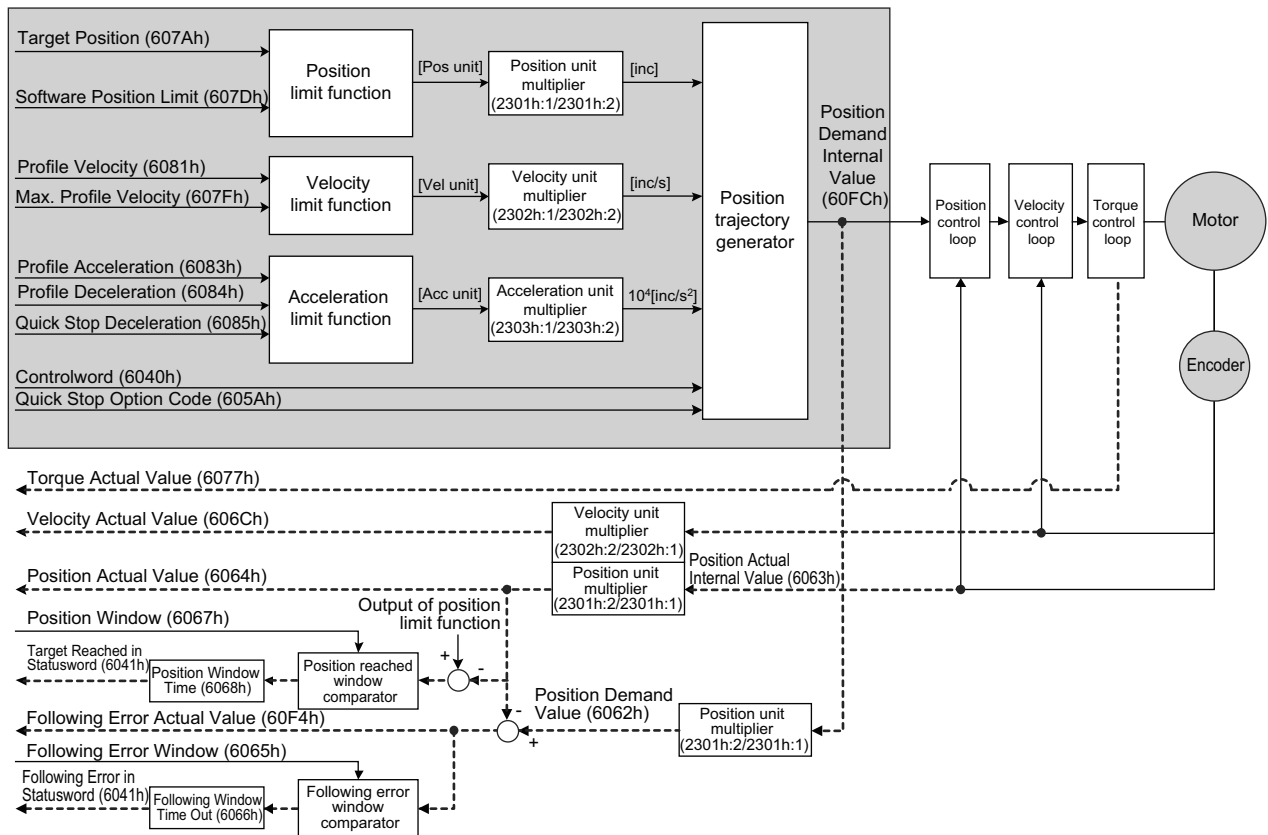 Target Position (607Ah)
Software Position Limit (607Dh)
Position
limit function
[Pos unit]
Position unit
multiplier
(2301h:1/2301h:2)
[inc]
Profile Velocity (6081h)
Max. Profile Velocity (607Fh)
Velocity
limit function
[Vel unit]
Velocity unit
multiplier
(2302h:1/2302h:2)
[inc/s]
Profile Acceleration (6083h)
Profile Deceleration (6084h)
Quick Stop Deceleration (6085h)
Acceleration
limit function
[Acc unit]
Acceleration unit
multiplier
(2303h:1/2303h:2)
10⁴[inc/s²]
Controlword (6040h)
Quick Stop Option Code (605Ah)
Position
trajectory
generator
Position
Demand
Internal
Value
(60FCh)
Position
control
loop
Velocity
control
loop
Torque
control
loop
Motor
Encoder
Torque Actual Value (6077h)
Velocity Actual Value (606Ch)
Velocity unit
multiplier
(2302h:2/2302h:1)
Position Actual Value (6064h)
Position unit
multiplier
(2301h:2/2301h:1)
Position Actual
Internal Value (6063h)
Position Window (6067h)
Output of position
limit function
+
-
Target Reached in
Statusword (6041h)
Position Window
Time (6068h)
Position reached
window
comparator
Following Error Actual Value (60F4h)
-
+
Position Demand
Value (6062h)
Position unit
multiplier
(2301h:2/2301h:1)
Following Error Window (6065h)
Following Error in
Statusword (6041h)
Following Window
Time Out (6066h)
Following error
window
comparator